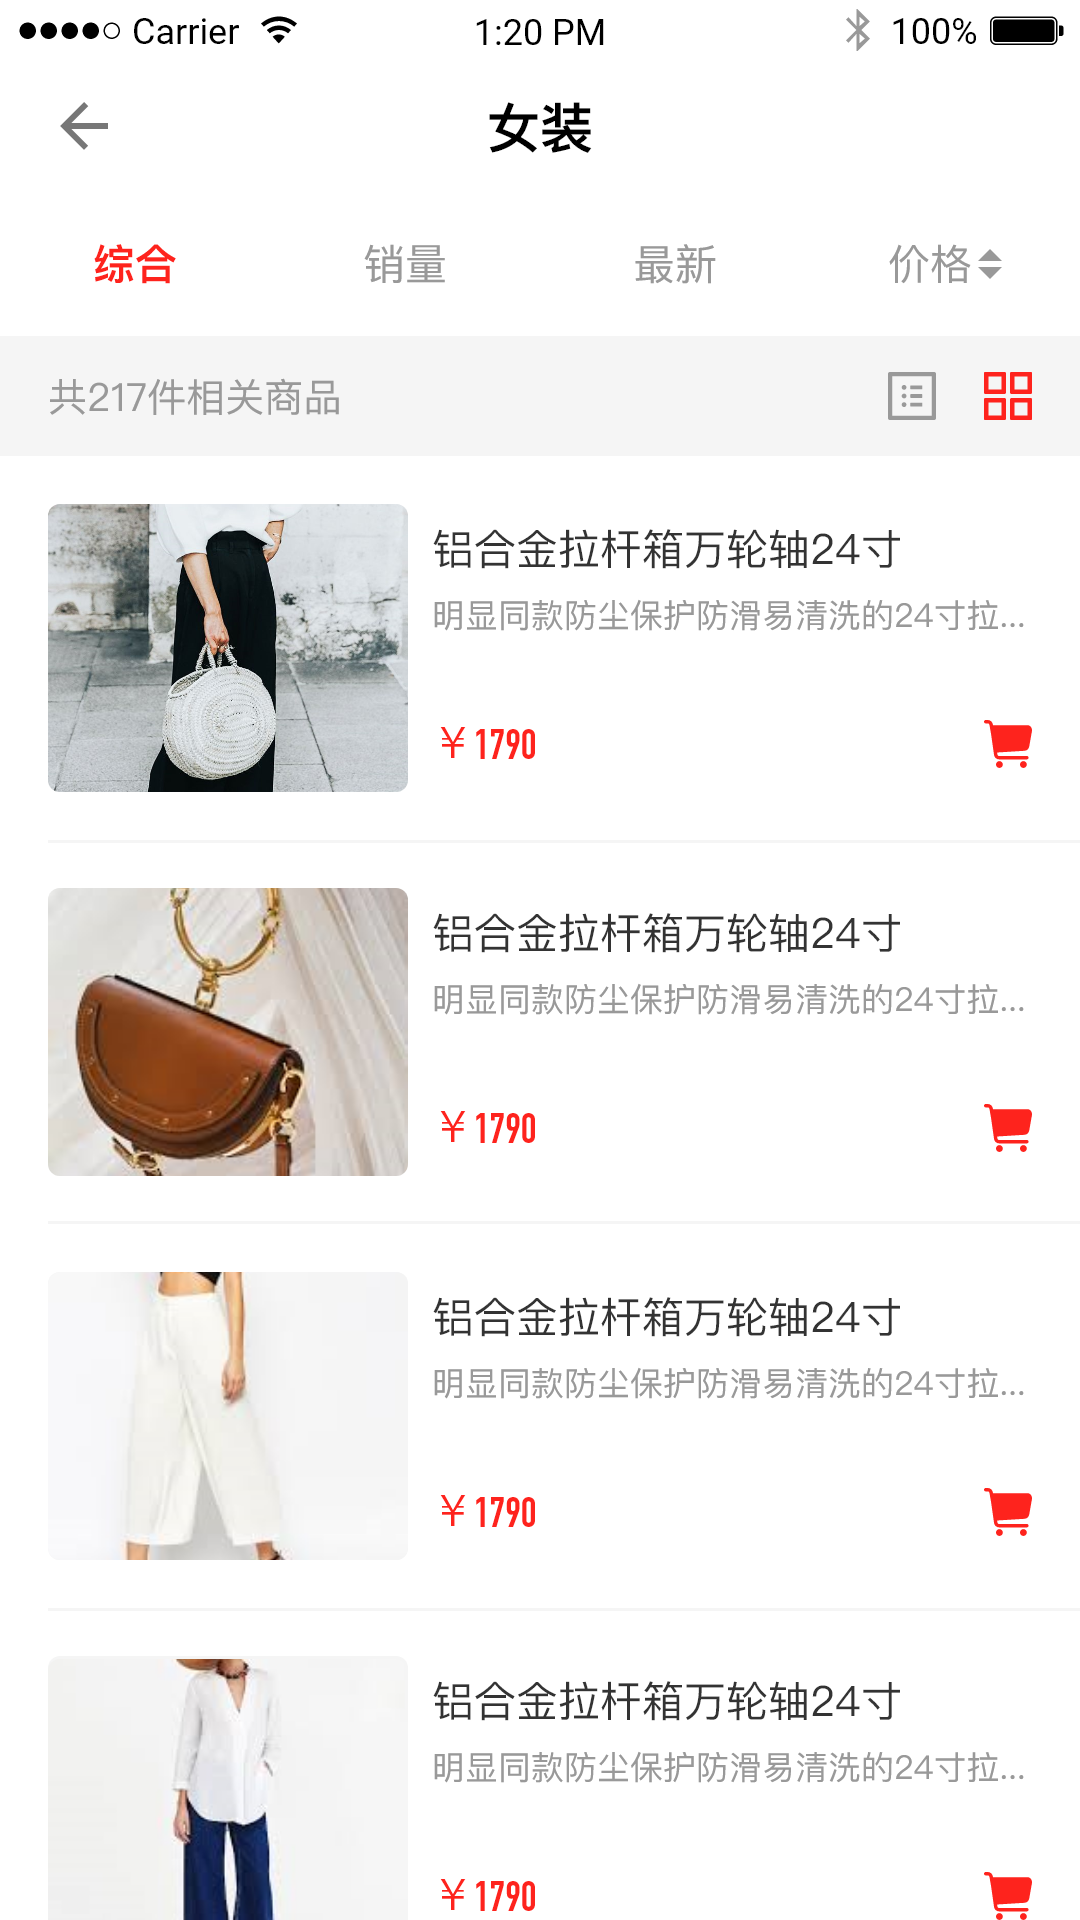 Carrier 1:20 PM 100%
女装
综合 销量 最新 价格
共217件相关商品
铝合金拉杆箱万轮轴24寸
明显同款防尘保护防滑易清洗的24寸拉...
¥1790
铝合金拉杆箱万轮轴24寸
明显同款防尘保护防滑易清洗的24寸拉...
¥1790
铝合金拉杆箱万轮轴24寸
明显同款防尘保护防滑易清洗的24寸拉...
¥1790
铝合金拉杆箱万轮轴24寸
明显同款防尘保护防滑易清洗的24寸拉...
¥1790